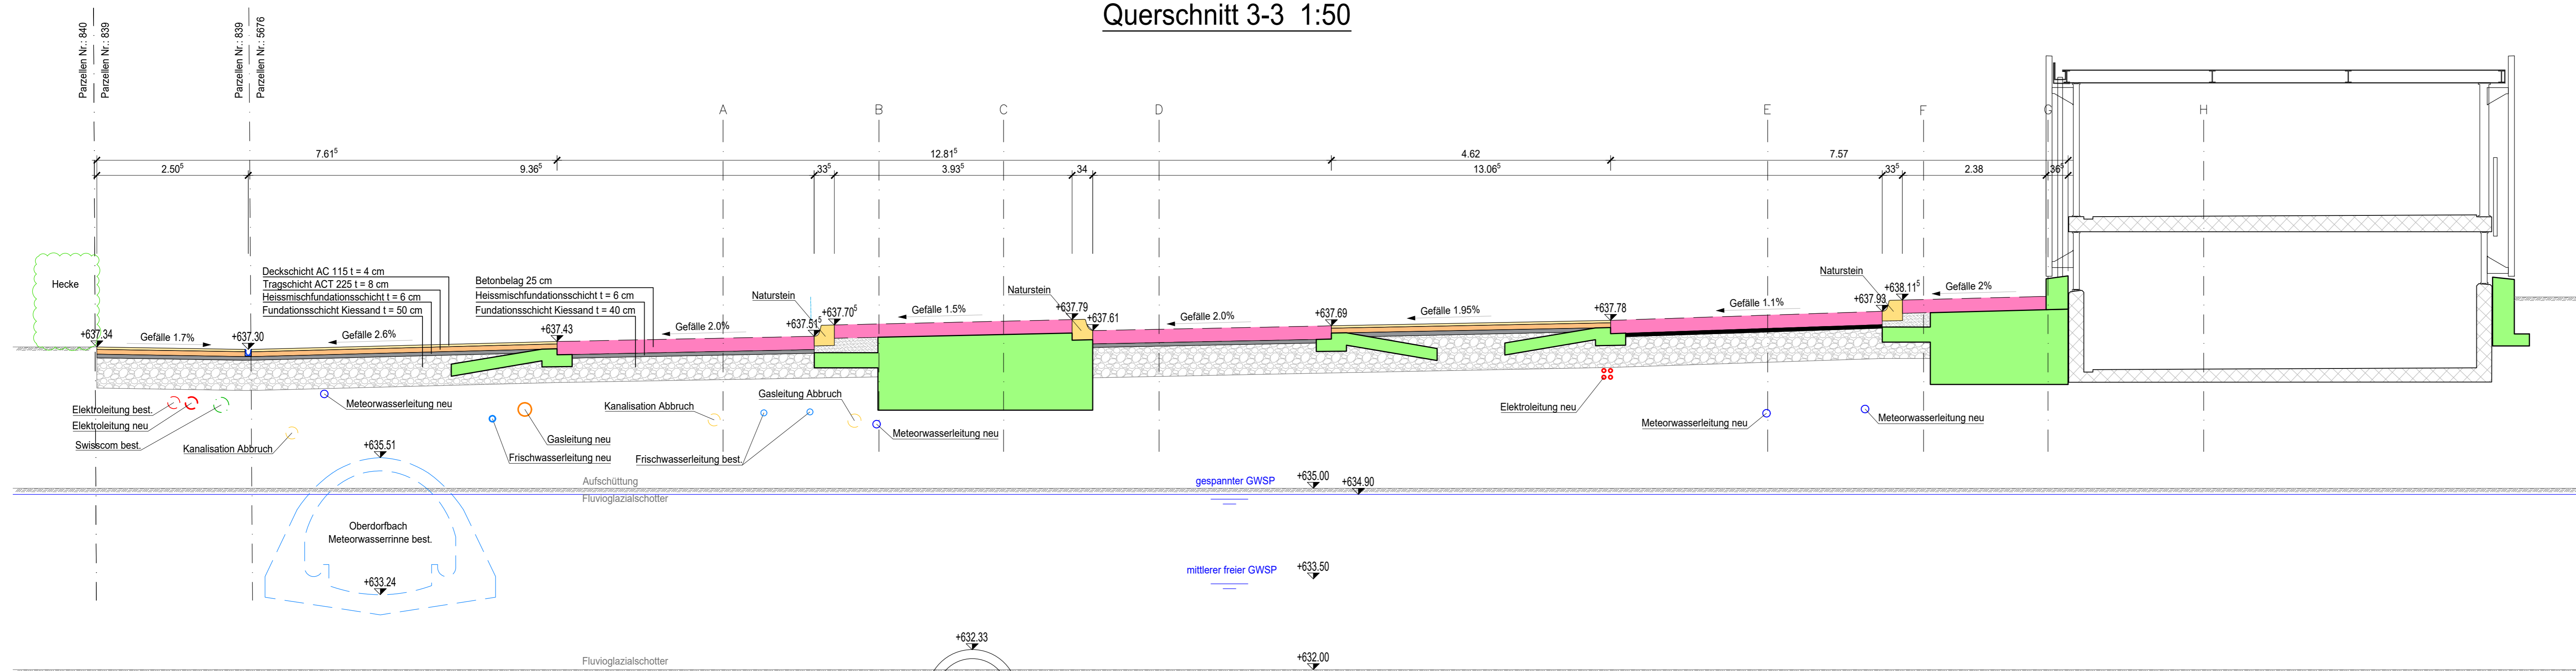 Querschnitt 3-3 1:50
Parzellen Nr.: 840
Parzellen Nr.: 839
Parzellen Nr.: 839
Parzellen Nr.: 5676
A
B
C
D
E
F
G
H
7.61⁵
12.81⁵
4.62
7.57
2.50⁵
9.36⁵
33⁵
3.93⁵
34
13.06⁵
33⁵
2.38
36⁵
Hecke
Deckschicht AC 115 t = 4 cm
Tragschicht ACT 225 t = 8 cm
Heissmischfundationsschicht t = 6 cm
Fundationsschicht Kiessand t = 50 cm
Betonbelag 25 cm
Heissmischfundationsschicht t = 6 cm
Fundationsschicht Kiessand t = 40 cm
Naturstein
Naturstein
Naturstein
+637.34
Gefälle 1.7%
+637.30
Gefälle 2.6%
+637.43
Gefälle 2.0%
+637.51⁵
+637.70⁵
Gefälle 1.5%
+637.79
+637.61
Gefälle 2.0%
+637.69
Gefälle 1.95%
+637.78
Gefälle 1.1%
+637.93
+638.11⁵
Gefälle 2%
Elektroleitung best.
Elektroleitung neu
Swisscom best.
Kanalisation Abbruch
Meteorwasserleitung neu
Gasleitung neu
Frischwasserleitung neu
Kanalisation Abbruch
Frischwasserleitung best.
Gasleitung Abbruch
Meteorwasserleitung neu
Elektroleitung neu
Meteorwasserleitung neu
Meteorwasserleitung neu
+635.51
Aufschüttung
Fluvioglazialschotter
gespannter GWSP
+635.00
+634.90
Oberdorfbach
Meteorwasserrinne best.
+633.24
mittlerer freier GWSP
+633.50
+632.33
Fluvioglazialschotter
+632.00